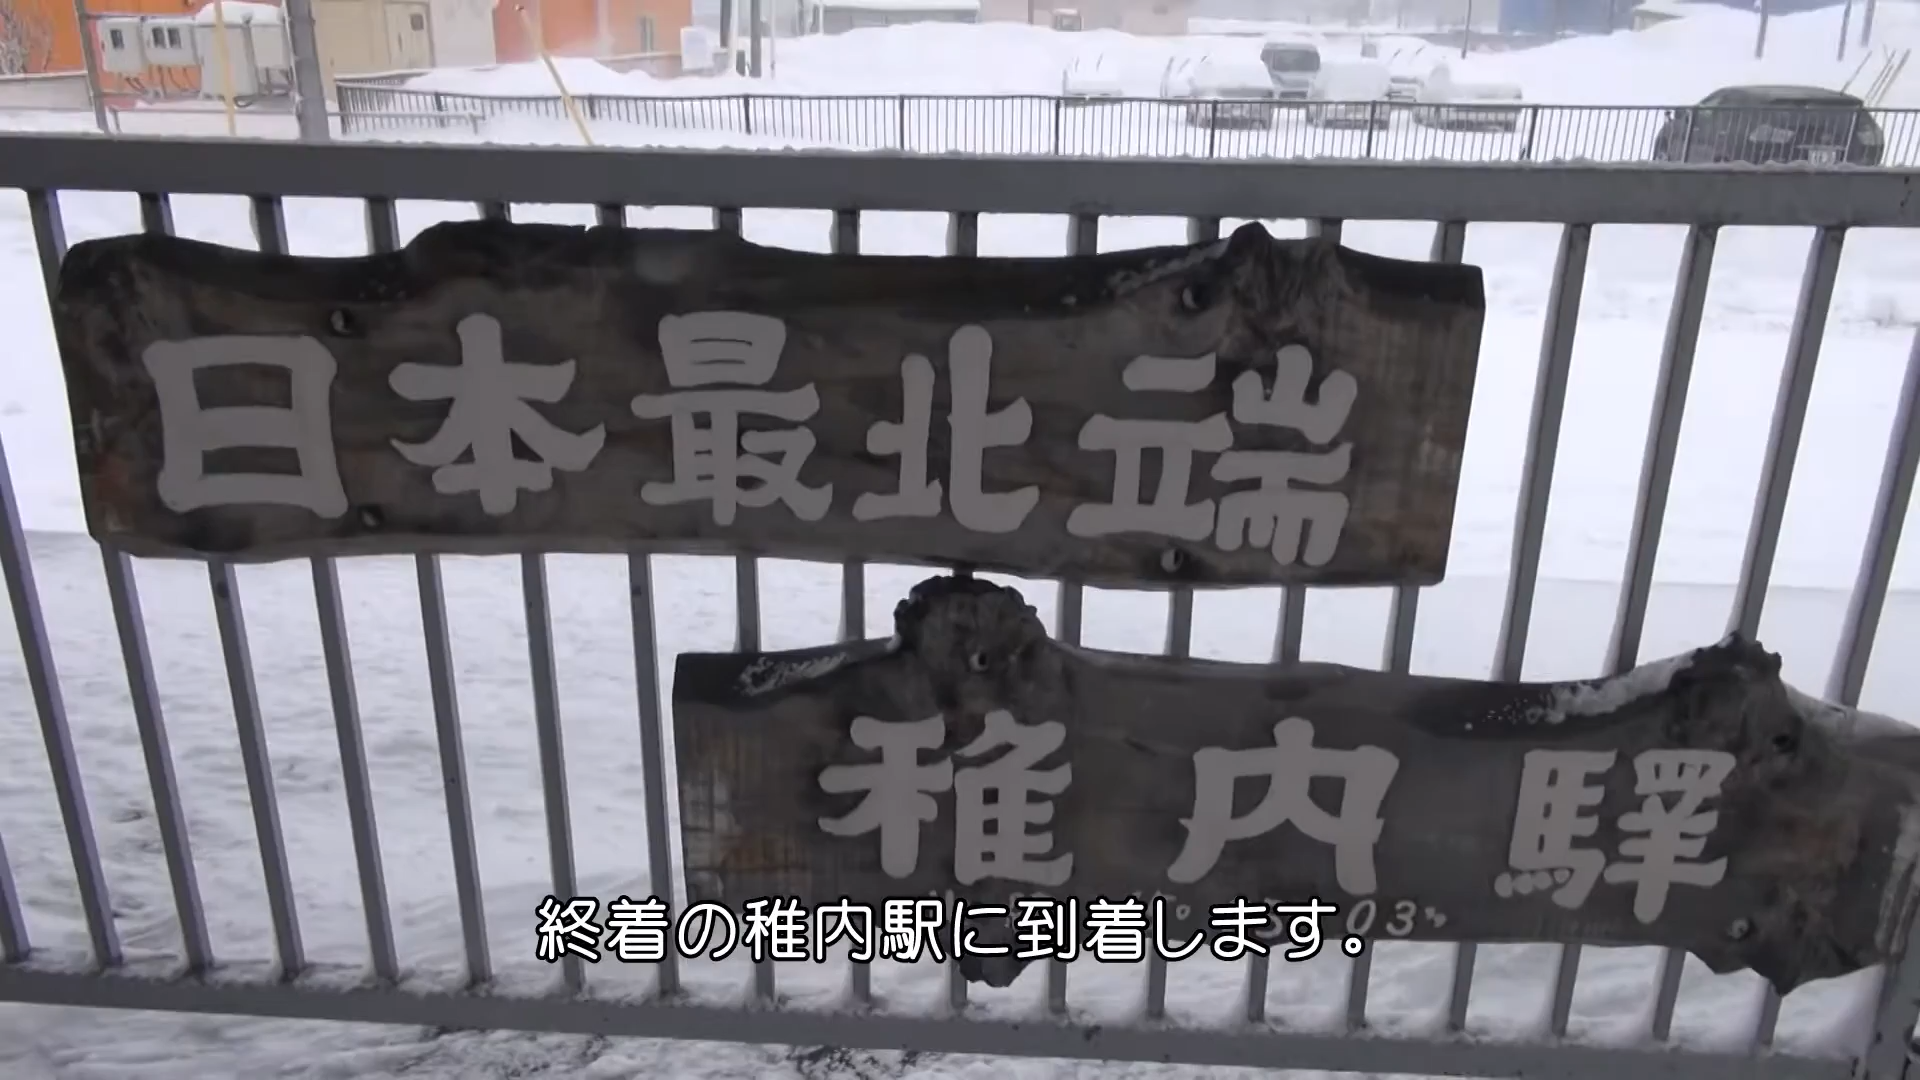 日本最北端
稚内驛
終着の稚内駅に到着します。